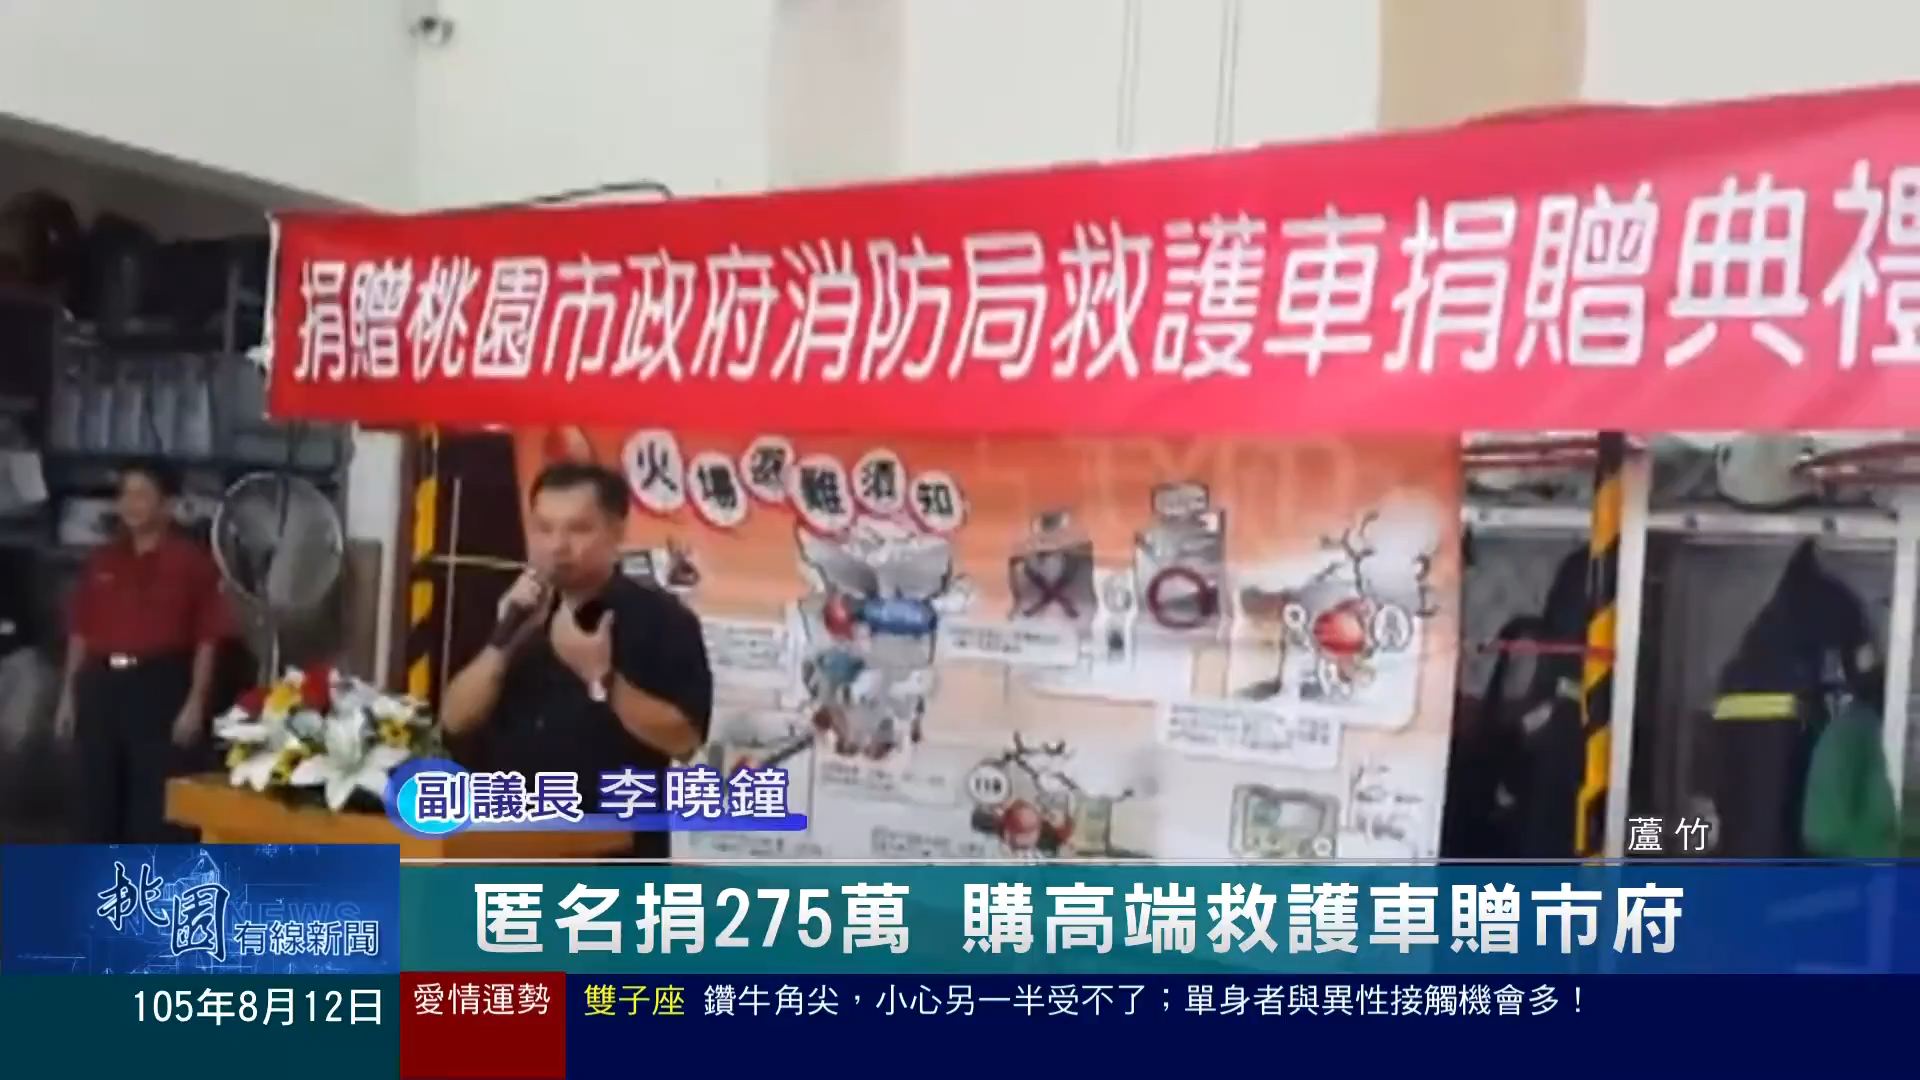 捐贈桃園市政府消防局救護車捐贈典禮
火場避難須知
119
副議長 李曉鐘
蘆竹
桃園有線新聞
NEWS
匿名捐275萬 購高端救護車贈市府
105年8月12日
愛情運勢
雙子座 鑽牛角尖，小心另一半受不了；單身者與異性接觸機會多！